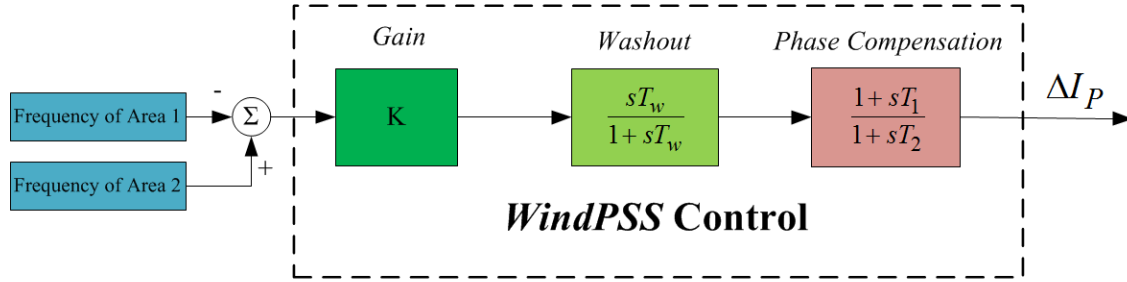 Gain
Washout
Phase Compensation
-
Frequency of Area 1
Σ
K
sT_w
1 + sT_w
1 + sT_1
1 + sT_2
ΔI_P
+
Frequency of Area 2
WindPSS Control